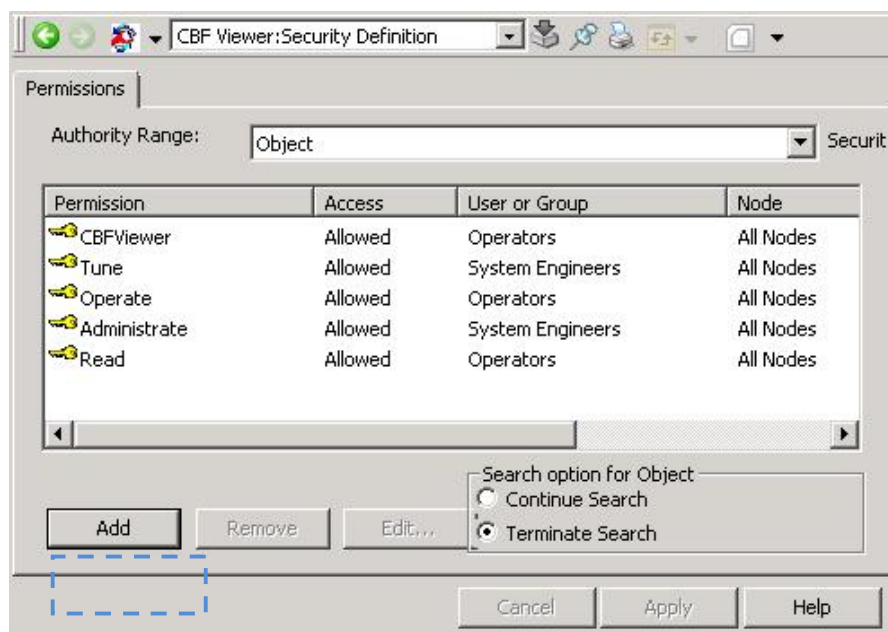 CBF Viewer:Security Definition
Permissions
Authority Range: Object Securit
Permission Access User or Group Node
CBFViewer Allowed Operators All Nodes
Tune Allowed System Engineers All Nodes
Operate Allowed Operators All Nodes
Administrate Allowed System Engineers All Nodes
Read Allowed Operators All Nodes
Search option for Object
Continue Search
Add Remove Edit... Terminate Search
Cancel Apply Help